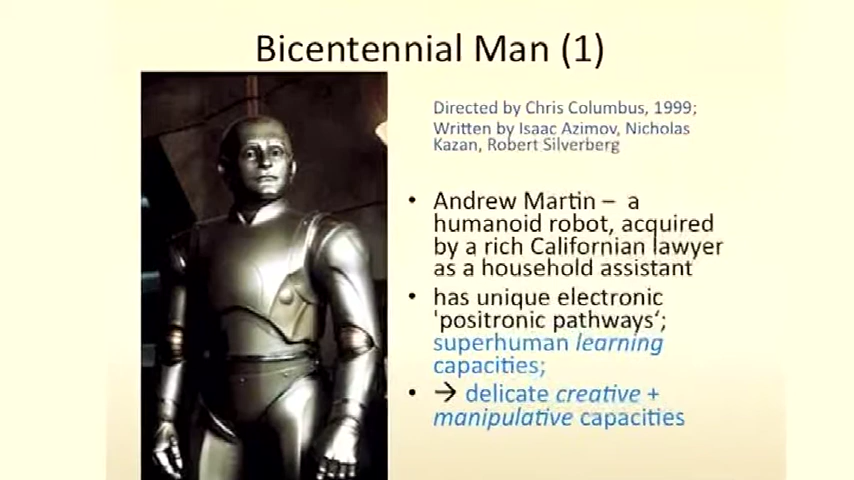 Bicentennial Man (1)
Directed by Chris Columbus, 1999;
Written by Isaac Azimov, Nicholas
Kazan, Robert Silverberg
• Andrew Martin – a
humanoid robot, acquired
by a rich Californian lawyer
as a household assistant
• has unique electronic
'positronic pathways‘;
superhuman learning
capacities;
• → delicate creative +
manipulative capacities